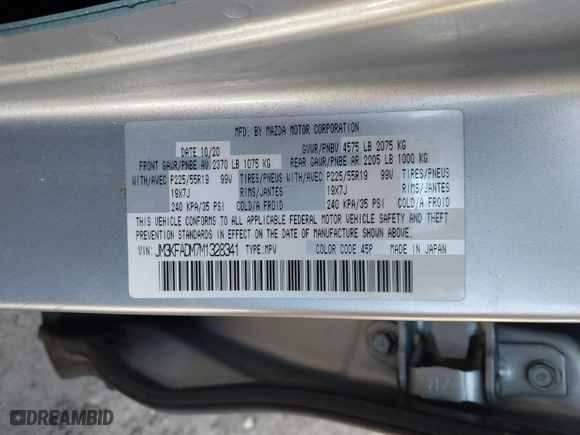 MFD. BY MAZDA MOTOR CORPORATION
DATE 10/20 GVWR/PNBV 4575 LB 2075 KG
FRONT GAWR/PNBE AV 2370 LB 1075 KG REAR GAWR/PNBE AR 2205 LB 1000 KG
WITH/AVEC P225/55R19 99V TIRES/PNEUS WITH/AVEC P225/55R19 99V TIRES/PNEUS
19X7J RIMS/JANTES 19X7J RIMS/JANTES
240 KPA/35 PSI COLD/A FROID 240 KPA/35 PSI COLD/A FROID
THIS VEHICLE CONFORMS TO ALL APPLICABLE FEDERAL MOTOR VEHICLE SAFETY AND THEFT
PREVENTION STANDARDS IN EFFECT ON THE DATE OF MANUFACTURE SHOWN ABOVE.
VIN: JM3KFADM7M1328341 TYPE:MPV COLOR CODE 45P MADE IN JAPAN
DREAMBID